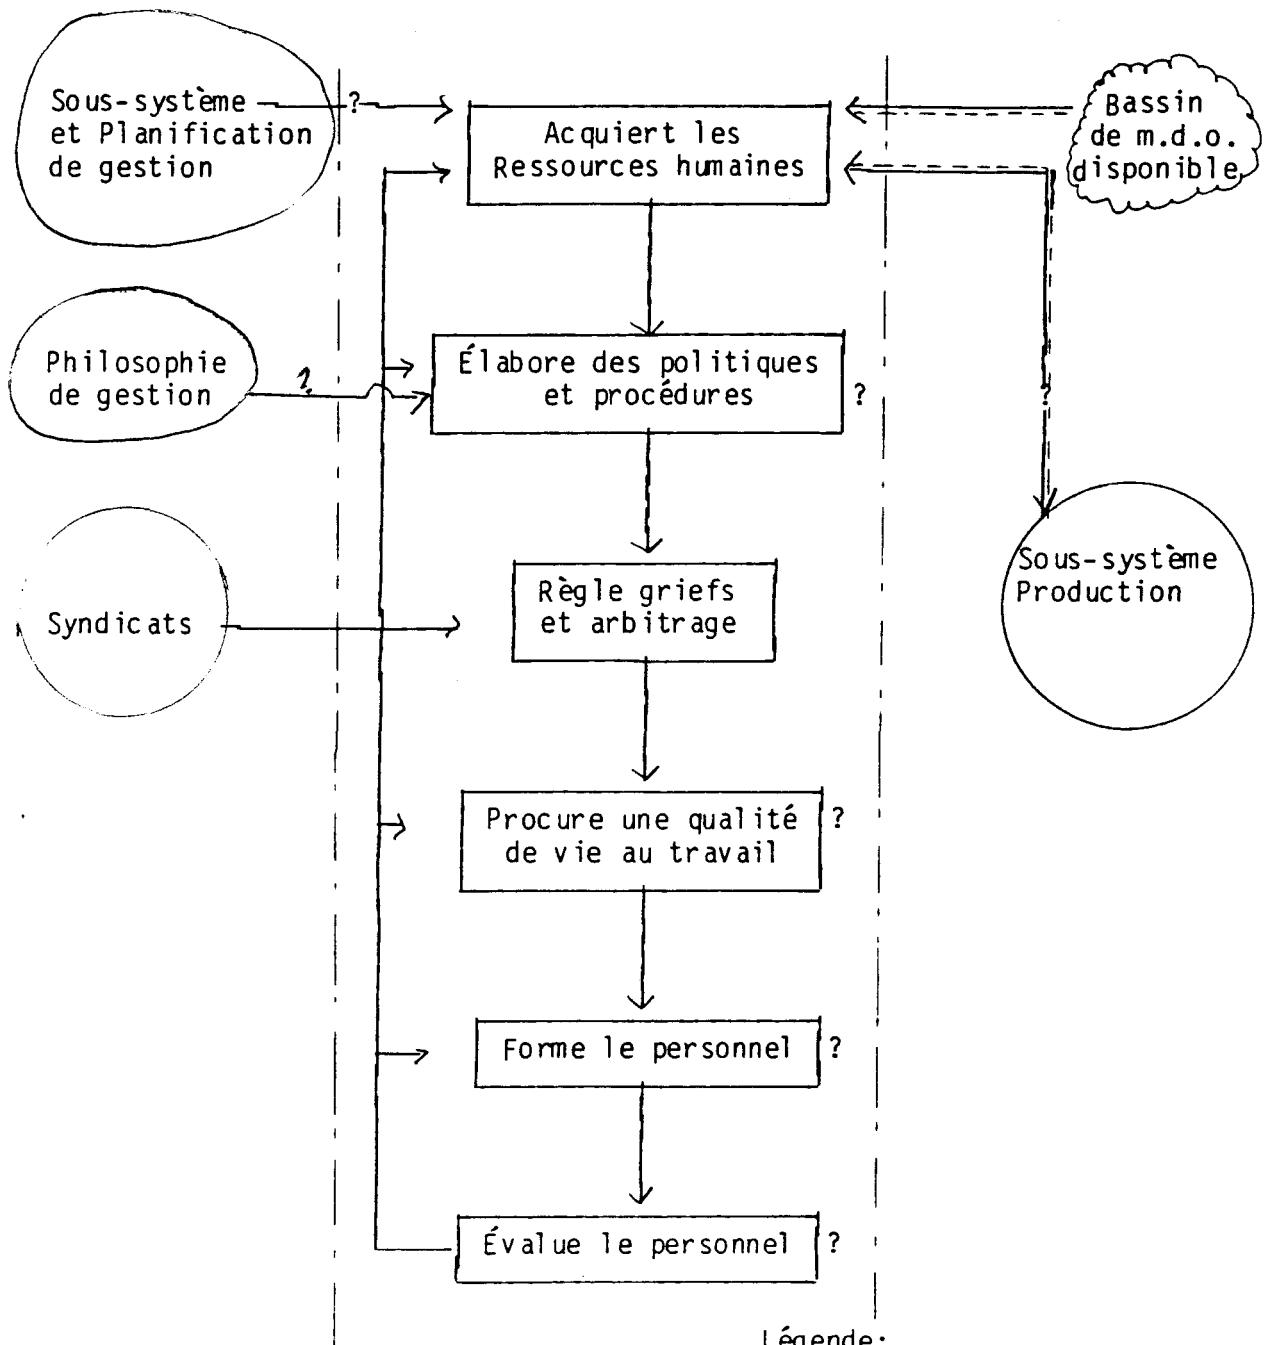 Sous-système
et Planification
de gestion
?
Acquiert les
Ressources humaines
Bassin
de m.d.o.
disponible
Philosophie
de gestion
?
Élabore des politiques
et procédures
?
?
Syndicats
Règle griefs
et arbitrage
Sous-système
Production
Procure une qualité
de vie au travail
?
Forme le personnel
?
Évalue le personnel
?
Légende: